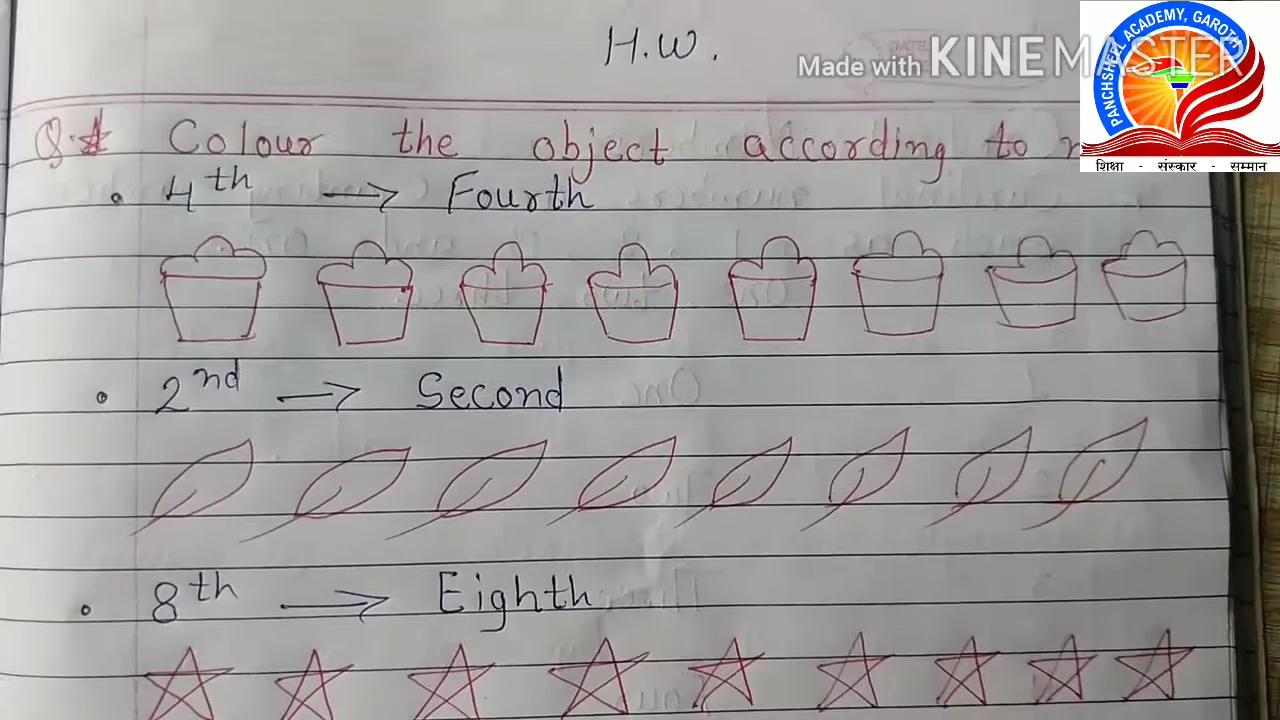 H.W.
Made with KINEMASTER
PANCHSHEEL ACADEMY, GAROTH
शिक्षा - संस्कार - सम्मान
Q. Colour the object according to
• 4th → Fourth
• 2nd → Second
• 8th → Eighth